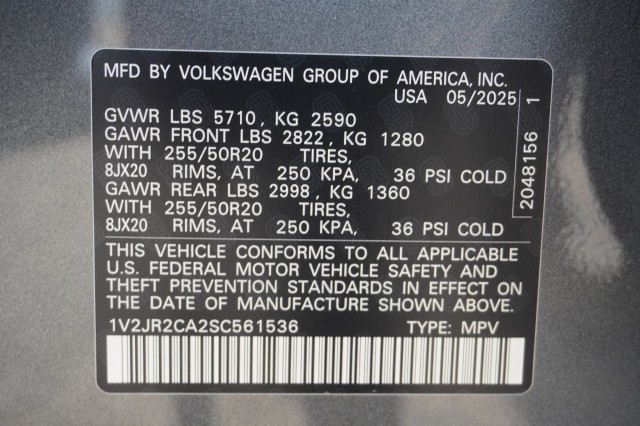 MFD BY VOLKSWAGEN GROUP OF AMERICA, INC.
USA 05/2025
GVWR LBS 5710, KG 2590
GAWR FRONT LBS 2822, KG 1280
WITH 255/50R20 TIRES,
8JX20 RIMS, AT 250 KPA, 36 PSI COLD
GAWR REAR LBS 2998, KG 1360
WITH 255/50R20 TIRES,
8JX20 RIMS, AT 250 KPA, 36 PSI COLD
2048156 1
THIS VEHICLE CONFORMS TO ALL APPLICABLE
U.S. FEDERAL MOTOR VEHICLE SAFETY AND
THEFT PREVENTION STANDARDS IN EFFECT ON
THE DATE OF MANUFACTURE SHOWN ABOVE.
1V2JR2CA2SC561536 TYPE: MPV